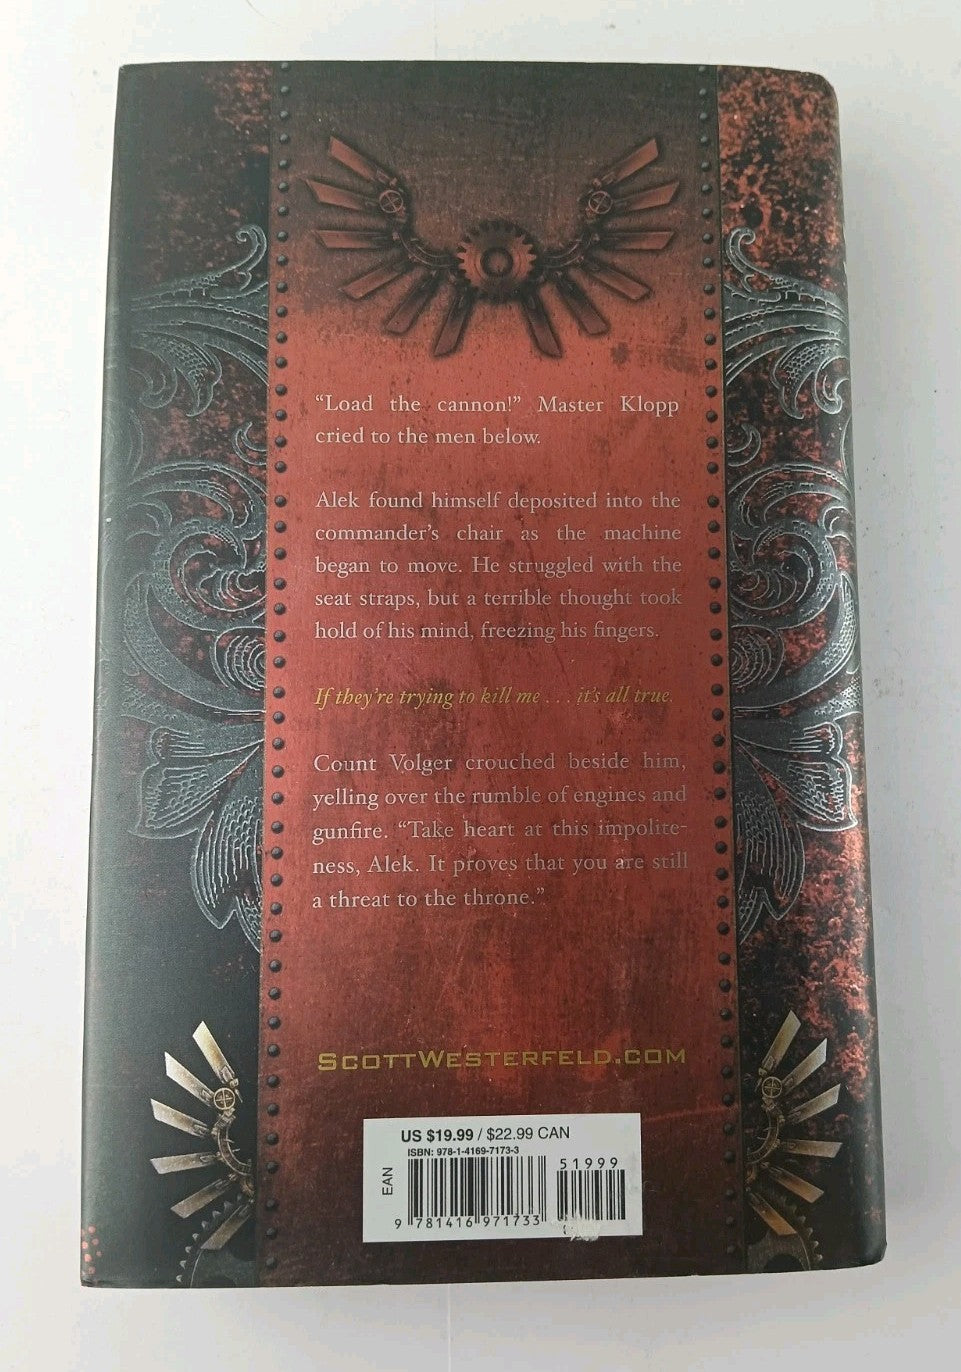 “Load the cannon!” Master Klopp
cried to the men below.
Alek found himself deposited into the
commander’s chair as the machine
began to move. He struggled with the
seat straps, but a terrible thought took
hold of his mind, freezing his fingers.
If they’re trying to kill me . . . it’s all true.
Count Volger crouched beside him,
yelling over the rumble of engines and
gunfire. “Take heart at this impolite-
ness, Alek. It proves that you are still
a threat to the throne.”
SCOTTWESTERFELD.COM
US $19.99 / $22.99 CAN
ISBN: 978-1-4169-7173-3
51999
EAN
9 781416 971733